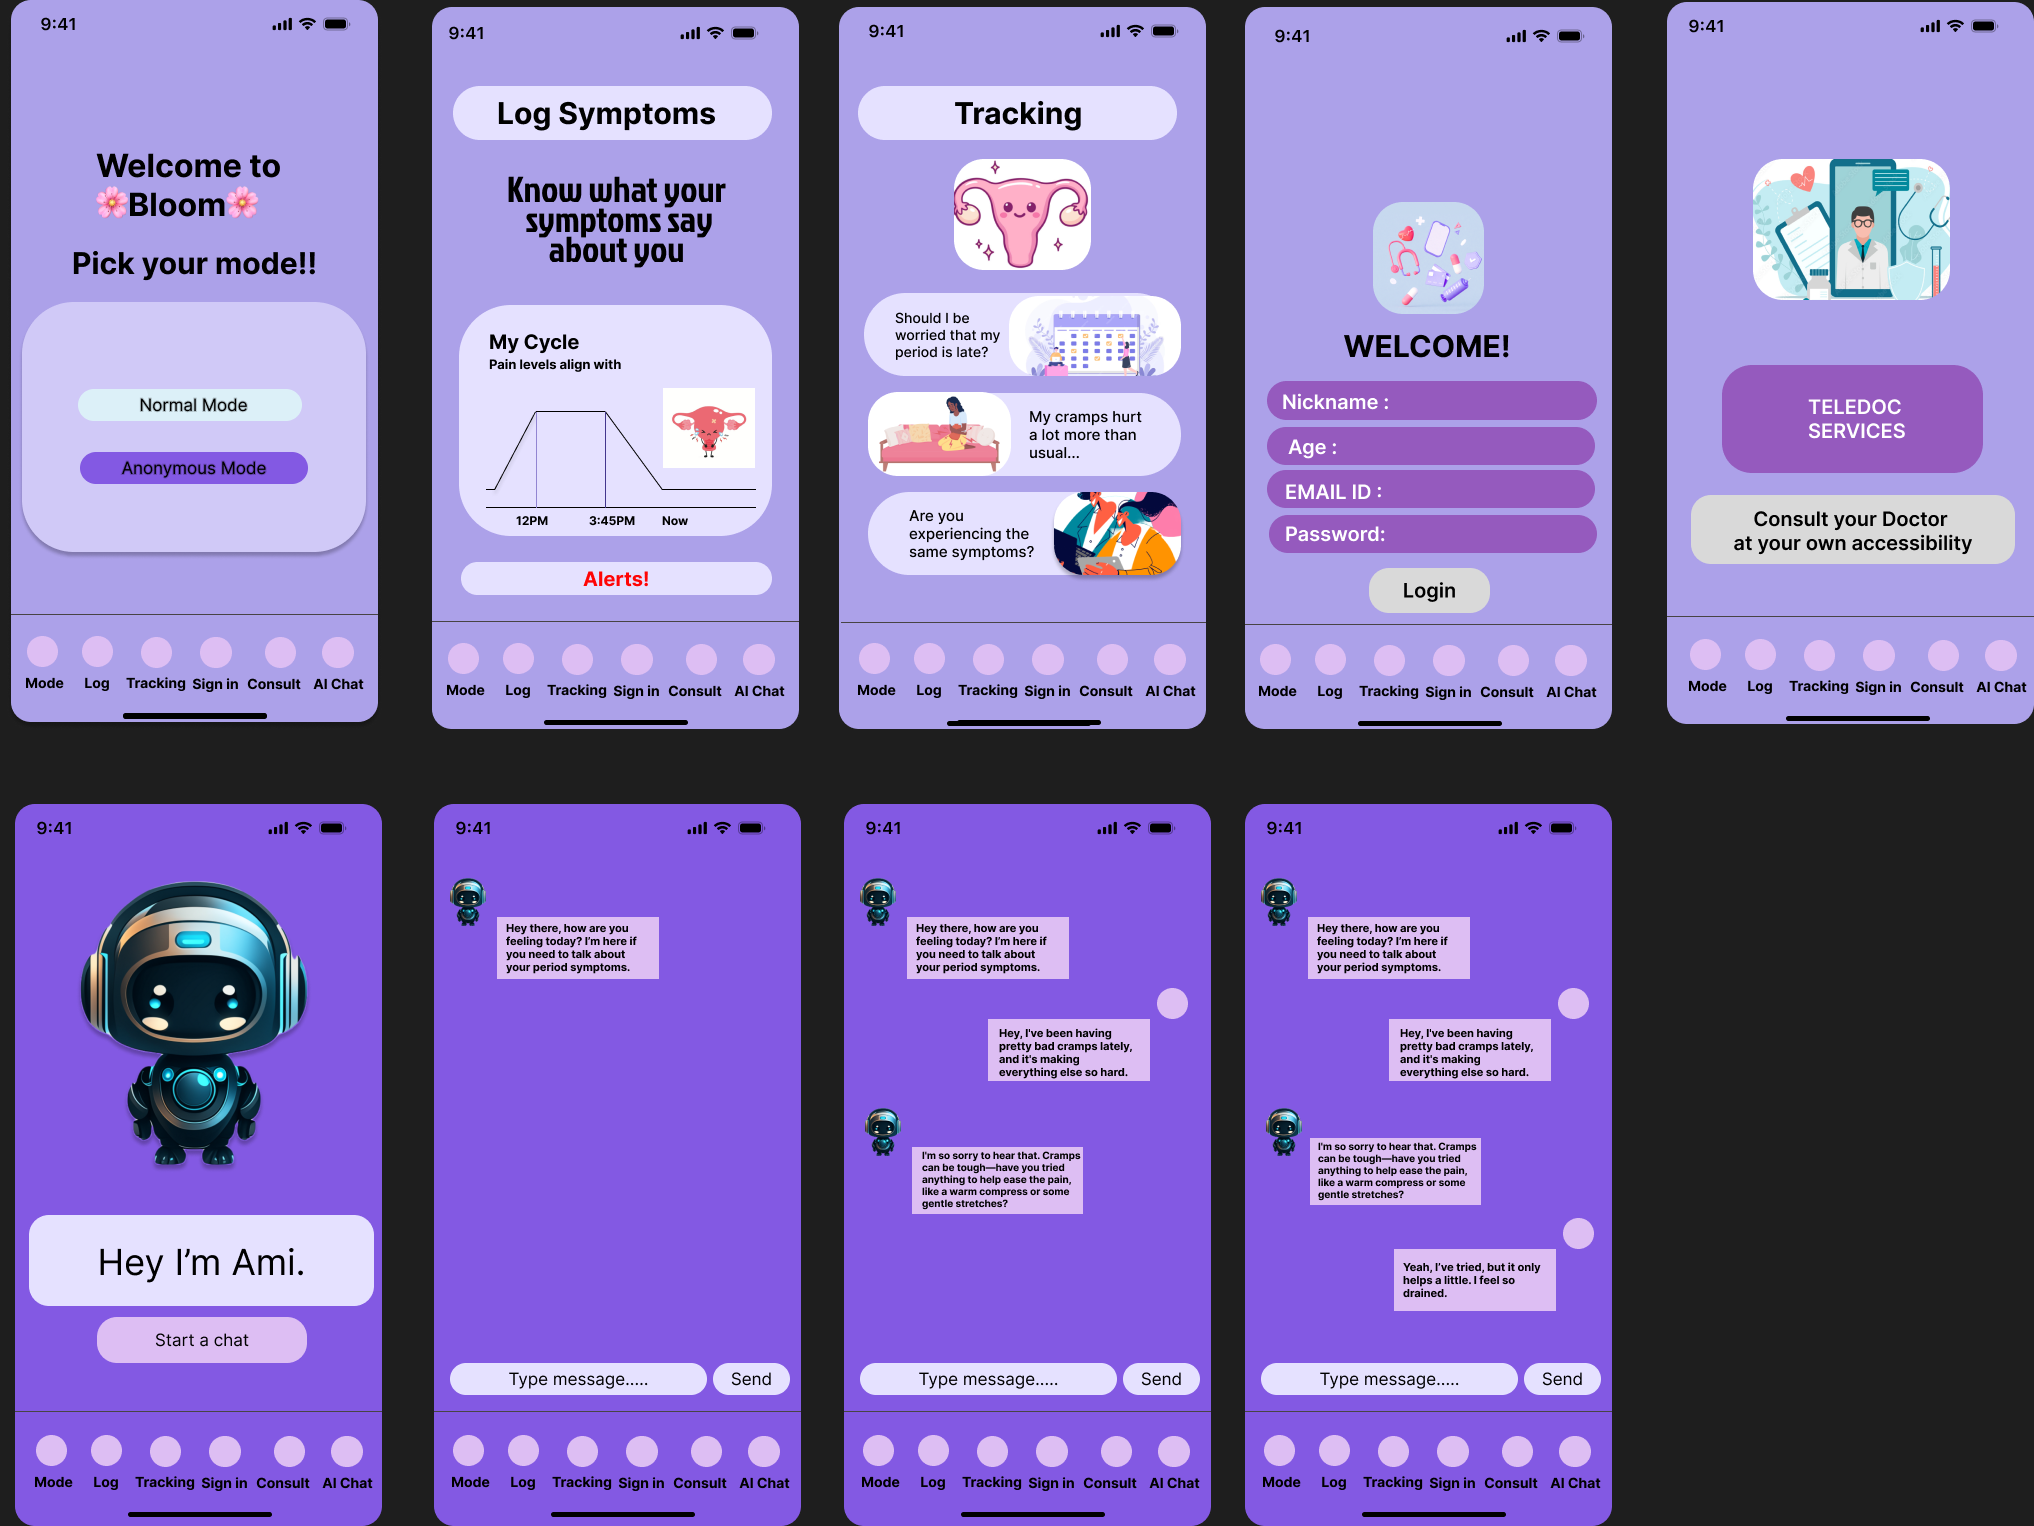 9:41
Welcome to
🌸Bloom🌸
Pick your mode!!
Normal Mode
Anonymous Mode
Mode Log Tracking Sign in Consult AI Chat
9:41
Log Symptoms
Know what your
symptoms say
about you
My Cycle
Pain levels align with
12PM 3:45PM Now
Alerts!
Mode Log Tracking Sign in Consult AI Chat
9:41
Tracking
Should I be
worried that my
period is late?
My cramps hurt
a lot more than
usual...
Are you
experiencing the
same symptoms?
Mode Log Tracking Sign in Consult AI Chat
9:41
WELCOME!
Nickname :
Age :
EMAIL ID :
Password:
Login
Mode Log Tracking Sign in Consult AI Chat
9:41
TELEDOC
SERVICES
Consult your Doctor
at your own accessibility
Mode Log Tracking Sign in Consult AI Chat
9:41
Hey I’m Ami.
Start a chat
Mode Log Tracking Sign in Consult AI Chat
9:41
Hey there, how are you
feeling today? I’m here if
you need to talk about
your period symptoms.
Type message.....
Send
Mode Log Tracking Sign in Consult AI Chat
9:41
Hey there, how are you
feeling today? I’m here if
you need to talk about
your period symptoms.
Hey, I've been having
pretty bad cramps lately,
and it's making
everything else so hard.
I'm so sorry to hear that. Cramps
can be tough—have you tried
anything to help ease the pain,
like a warm compress or some
gentle stretches?
Type message.....
Send
Mode Log Tracking Sign in Consult AI Chat
9:41
Hey there, how are you
feeling today? I’m here if
you need to talk about
your period symptoms.
Hey, I've been having
pretty bad cramps lately,
and it's making
everything else so hard.
I'm so sorry to hear that. Cramps
can be tough—have you tried
anything to help ease the pain,
like a warm compress or some
gentle stretches?
Yeah, I’ve tried, but it only
helps a little. I feel so
drained.
Type message.....
Send
Mode Log Tracking Sign in Consult AI Chat